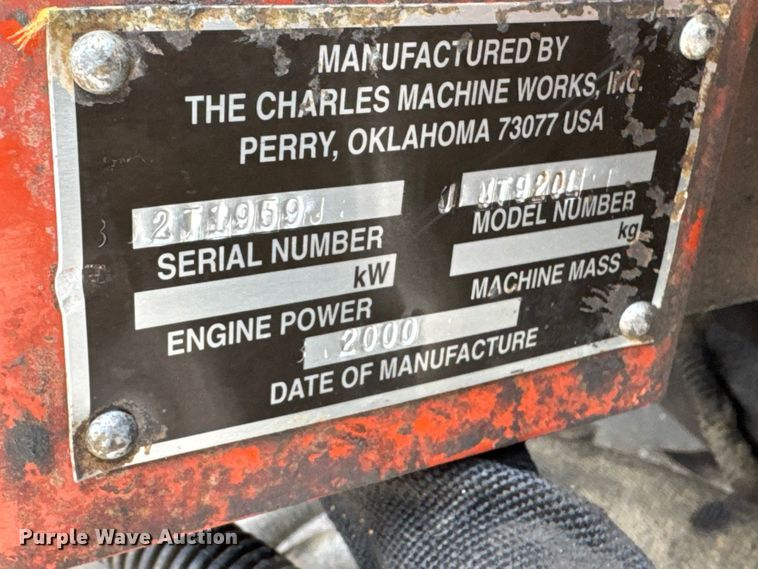 MANUFACTURED BY
THE CHARLES MACHINE WORKS, INC.
PERRY, OKLAHOMA 73077 USA
2T1959
SERIAL NUMBER
JT920L
MODEL NUMBER
kW
ENGINE POWER
kg
MACHINE MASS
2000
DATE OF MANUFACTURE
Purple Wave Auction